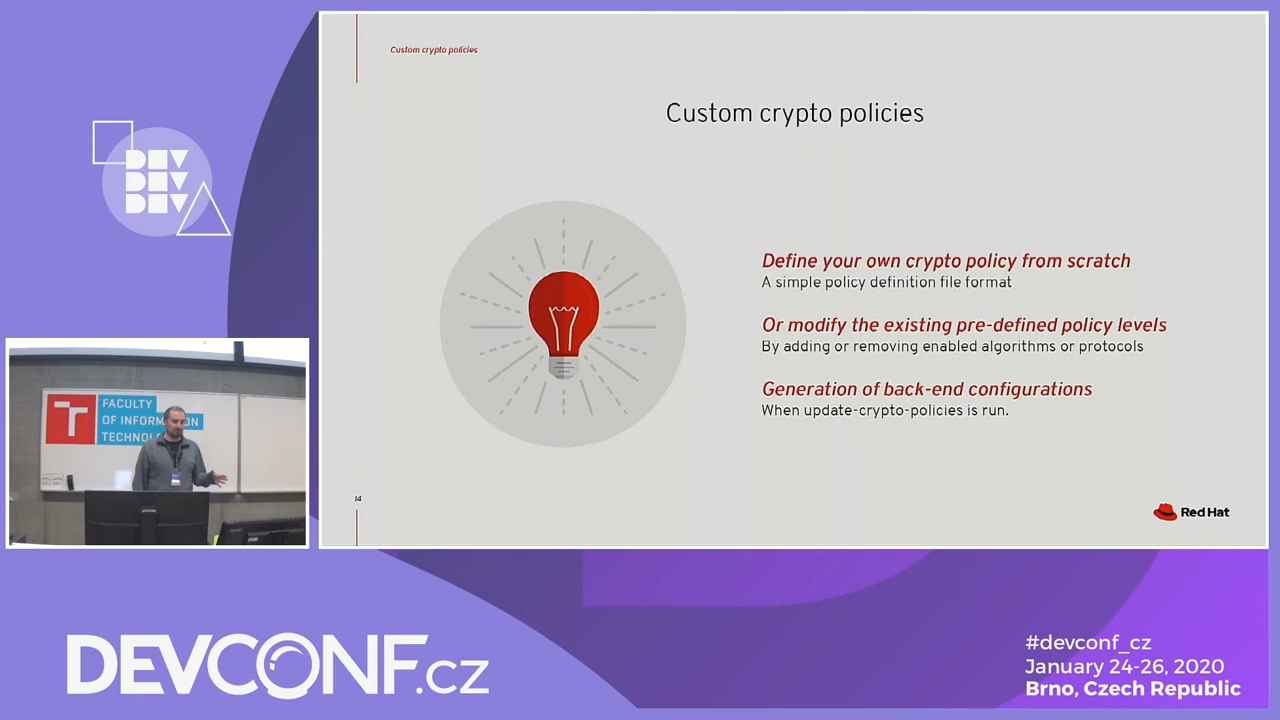 Custom crypto policies
Custom crypto policies
Define your own crypto policy from scratch
A simple policy definition file format
Or modify the existing pre-defined policy levels
By adding or removing enabled algorithms or protocols
Generation of back-end configurations
When update-crypto-policies is run.
14
Red Hat
DEV
DEV
DEV
T
FACULTY
OF INFORMATION
DEVCONF.cz
#devconf_cz
January 24-26, 2020
Brno, Czech Republic